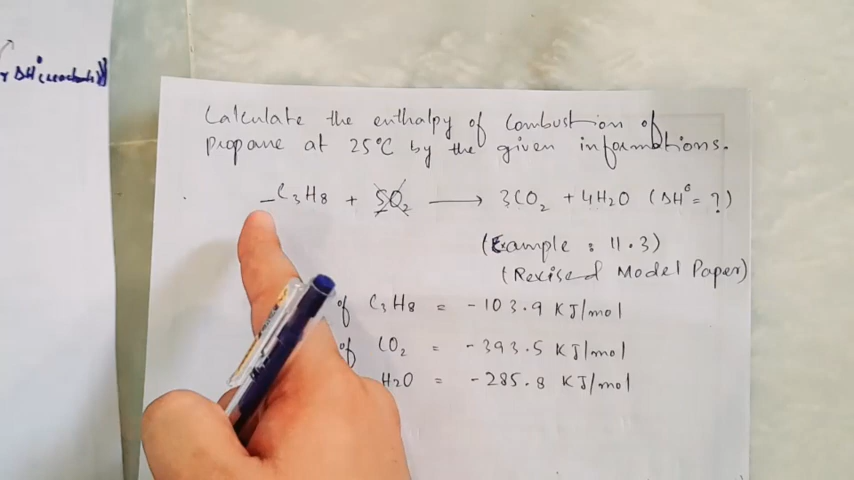 Calculate the enthalpy of Combustion of
propane at 25°C by the given informations.
C₃H₈ + 5O₂ ⟶ 3CO₂ + 4H₂O (ΔH° = ?)
(Example : 11.3)
(Revised Model Paper)
of C₃H₈ = -103.9 KJ/mol
of CO₂ = -393.5 KJ/mol
H₂O = -285.8 KJ/mol